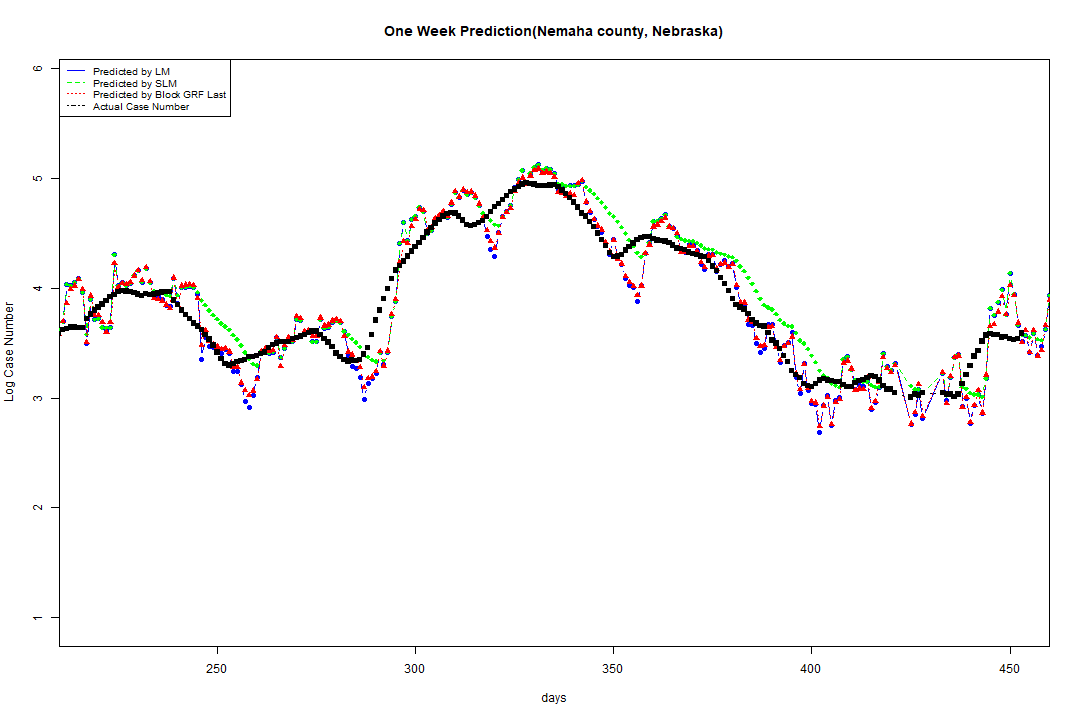 One Week Prediction(Nemaha county, Nebraska)
Predicted by LM
Predicted by SLM
Predicted by Block GRF Last
Actual Case Number
6
5
4
3
2
1
Log Case Number
250
300
350
400
450
days